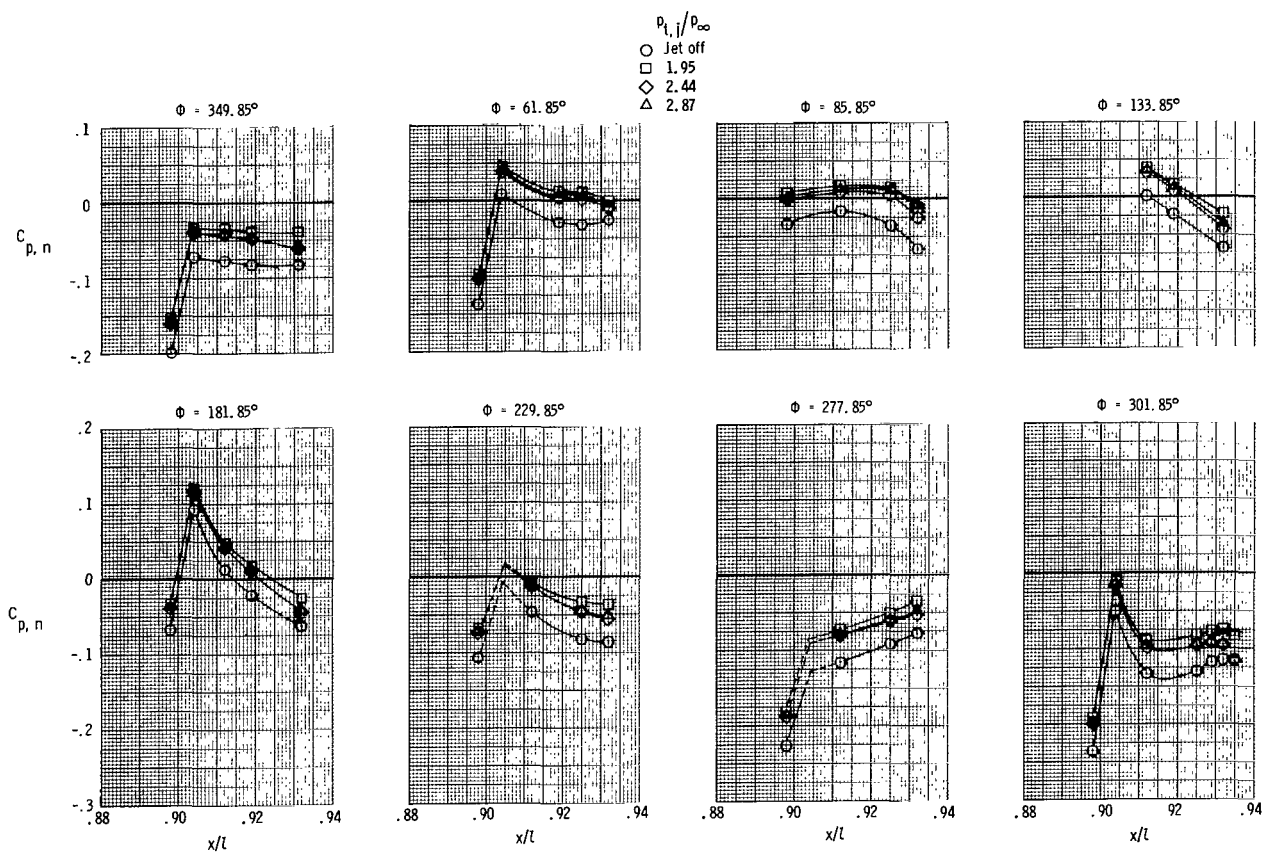 p_t,j/p_∞
Jet off
1.95
2.44
2.87
Φ = 349.85°
Φ = 61.85°
Φ = 85.85°
Φ = 133.85°
.1
0
C_p,n
-.1
-.2
Φ = 181.85°
Φ = 229.85°
Φ = 277.85°
Φ = 301.85°
.2
.1
0
C_p,n
-.1
-.2
-.3
.88 .90 .92 .94
.88 .90 .92 .94
.88 .90 .92 .94
.88 .90 .92 .94
x/l
x/l
x/l
x/l